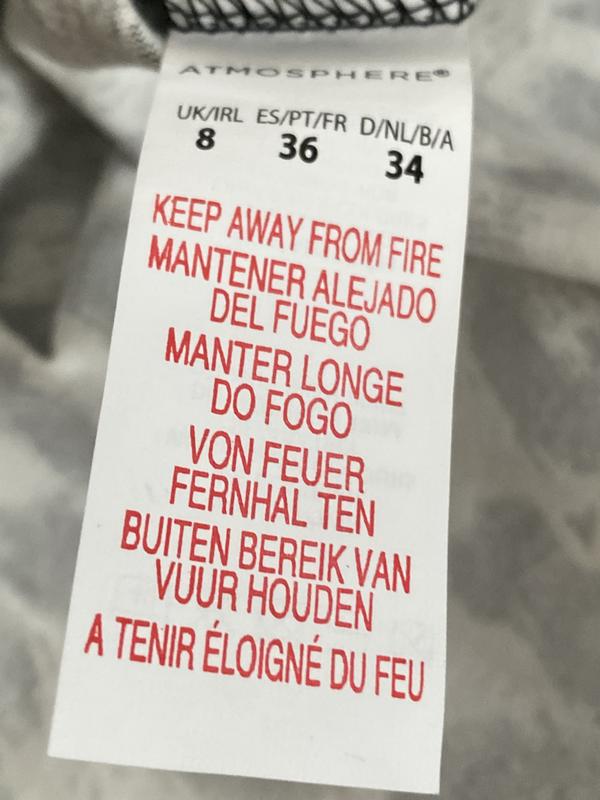 ATMOSPHERE®
UK/IRL ES/PT/FR D/NL/B/A
8 36 34
KEEP AWAY FROM FIRE
MANTENER ALEJADO
DEL FUEGO
MANTER LONGE
DO FOGO
VON FEUER
FERNHAL TEN
BUITEN BEREIK VAN
VUUR HOUDEN
A TENIR ÉLOIGNÉ DU FEU